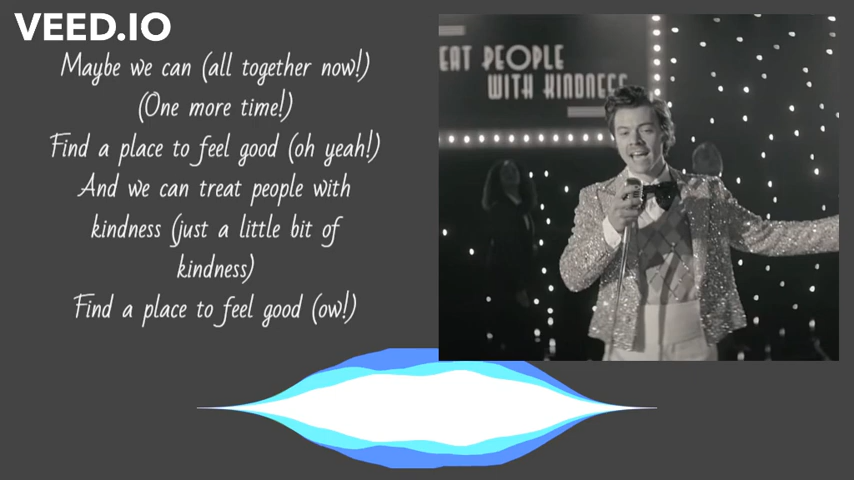 VEED.IO
Maybe we can (all together now!)
(One more time!)
Find a place to feel good (oh yeah!)
And we can treat people with
kindness (just a little bit of
kindness)
Find a place to feel good (ow!)
EAT PEOPLE
WITH KINDNESS